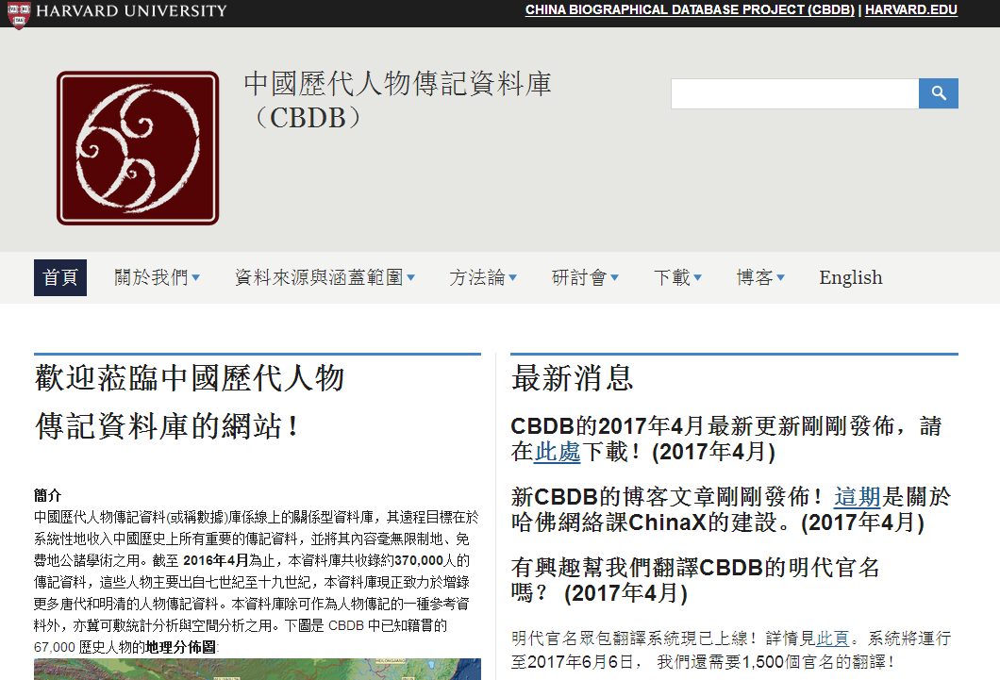 HARVARD UNIVERSITY
CHINA BIOGRAPHICAL DATABASE PROJECT (CBDB) | HARVARD.EDU
中國歷代人物傳記資料庫
（CBDB）
首頁 關於我們 資料來源與涵蓋範圍 方法論 研討會 下載 博客 English
歡迎蒞臨中國歷代人物
傳記資料庫的網站！
簡介
中國歷代人物傳記資料(或稱數據)庫係線上的關係型資料庫，其遠程目標在於
系統性地收入中國歷史上所有重要的傳記資料，並將其內容毫無限制地、免
費地公諸學術之用。截至 2016年4月為止，本資料庫共收錄約370,000人的
傳記資料，這些人物主要出自七世紀至十九世紀，本資料庫現正致力於增錄
更多唐代和明清的人物傳記資料。本資料庫除可作為人物傳記的一種參考資
料外，亦冀可敷統計分析與空間分析之用。下圖是 CBDB 中已知籍貫的
67,000 歷史人物的地理分佈圖:
最新消息
CBDB的2017年4月最新更新剛剛發佈，請
在此處下載！(2017年4月)
新CBDB的博客文章剛剛發佈！這期是關於
哈佛網絡課ChinaX的建設。(2017年4月)
有興趣幫我們翻譯CBDB的明代官名
嗎？ (2017年4月)
明代官名眾包翻譯系統現已上線！詳情見此頁。系統將運行
至2017年6月6日， 我們還需要1,500個官名的翻譯！